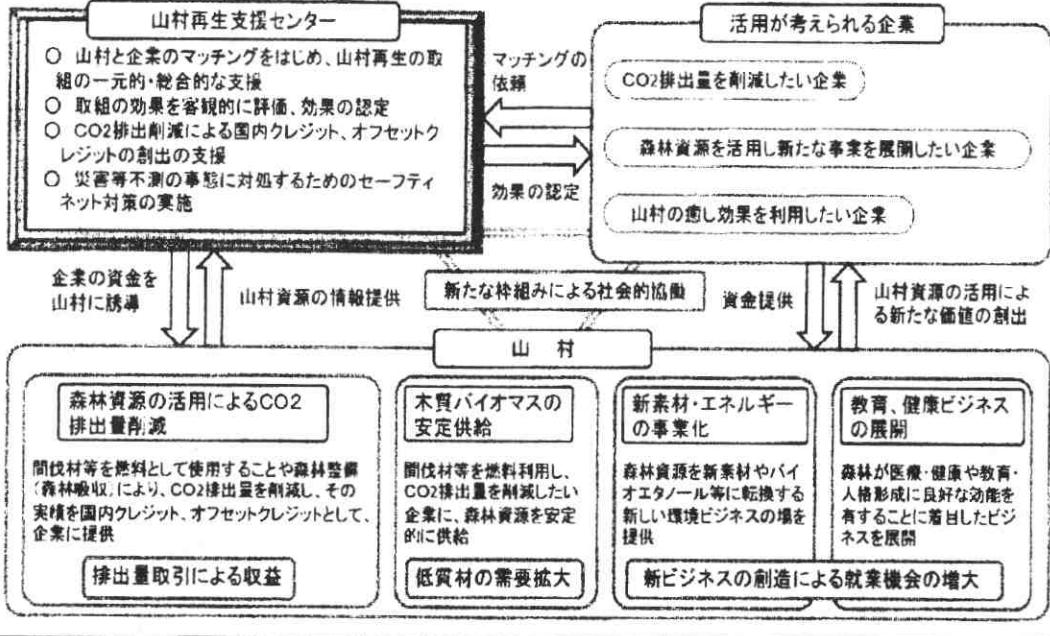 山村再生支援センター
○ 山村と企業のマッチングをはじめ、山村再生の取
組の一元的・総合的な支援
○ 取組の効果を客観的に評価、効果の認定
○ CO2排出削減による国内クレジット、オフセットク
レジットの創出の支援
○ 災害等不測の事態に対処するためのセーフティ
ネット対策の実施
マッチングの
依頼
効果の認定
活用が考えられる企業
CO2排出量を削減したい企業
森林資源を活用し新たな事業を展開したい企業
山村の癒し効果を利用したい企業
企業の資金を
山村に誘導
山村資源の情報提供
新たな枠組みによる社会的協働
資金提供
山村資源の活用によ
る新たな価値の創出
山 村
森林資源の活用によるCO2
排出量削減
間伐材等を燃料として使用することや森林整備
(森林吸収)により、CO2排出量を削減し、その
実績を国内クレジット、オフセットクレジットとして、
企業に提供
排出量取引による収益
木質バイオマスの
安定供給
間伐材等を燃料利用し、
CO2排出量を削減したい
企業に、森林資源を安定
的に供給
低質材の需要拡大
新素材・エネルギー
の事業化
森林資源を新素材やバイ
オエタノール等に転換する
新しい環境ビジネスの場を
提供
教育、健康ビジネス
の展開
森林が医療・健康や教育・
人格形成に良好な効能を
有することに着目したビジ
ネスを展開
新ビジネスの創造による就業機会の増大